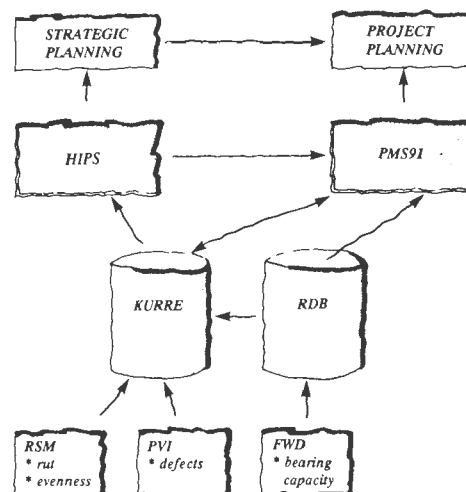 STRATEGIC
PLANNING
PROJECT
PLANNING
HIPS
PMS91
KURRE
RDB
RSM
* rut
* evenness
PVI
* defects
FWD
* bearing
capacity